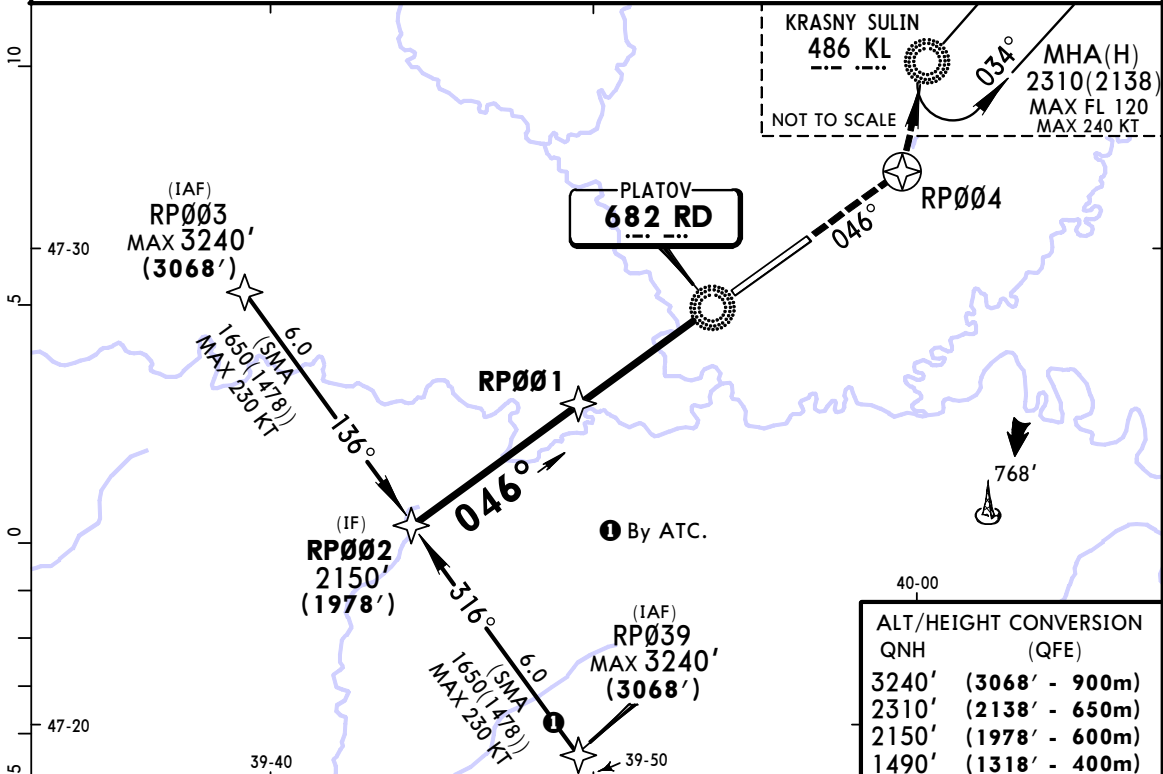 KRASNY SULIN
486 KL
034°
MHA(H)
2310(2138)
MAX FL 120
MAX 240 KT
NOT TO SCALE
10
(IAF)
RPØØ3
MAX 3240'
(3068')
PLATOV
682 RD
RPØØ4
046°
47-30
5
6.0
(SMA
1650(1478))
MAX 230 KT
136°
RPØØ1
046°
768'
(IF)
RPØØ2
2150'
(1978')
❶ By ATC.
0
316°
6.0
(SMA
1650(1478))
MAX 230 KT
❶
(IAF)
RPØ39
MAX 3240'
(3068')
40-00
ALT/HEIGHT CONVERSION
QNH (QFE)
3240' (3068' - 900m)
2310' (2138' - 650m)
2150' (1978' - 600m)
1490' (1318' - 400m)
47-20
5
39-40
39-50